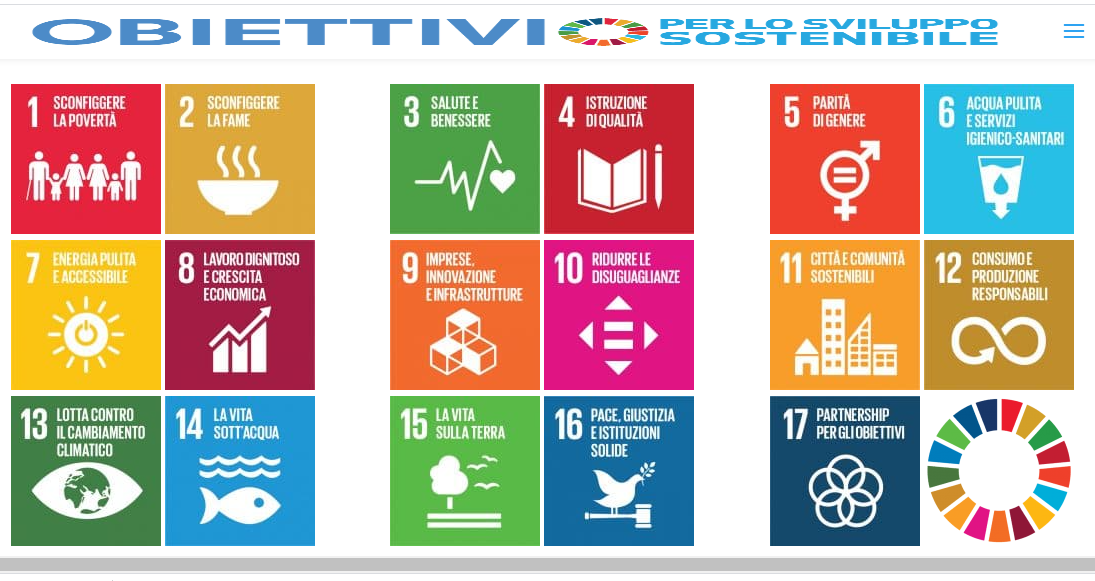 OBIETTIVI PER LO SVILUPPO
SOSTENIBILE
1 SCONFIGGERE
LA POVERTÀ
2 SCONFIGGERE
LA FAME
3 SALUTE E
BENESSERE
4 ISTRUZIONE
DI QUALITÀ
5 PARITÀ
DI GENERE
6 ACQUA PULITA
E SERVIZI
IGIENICO-SANITARI
7 ENERGIA PULITA
E ACCESSIBILE
8 LAVORO DIGNITOSO
E CRESCITA
ECONOMICA
9 IMPRESE,
INNOVAZIONE
E INFRASTRUTTURE
10 RIDURRE LE
DISUGUAGLIANZE
11 CITTÀ E COMUNITÀ
SOSTENIBILI
12 CONSUMO E
PRODUZIONE
RESPONSABILI
13 LOTTA CONTRO
IL CAMBIAMENTO
CLIMATICO
14 LA VITA
SOTT'ACQUA
15 LA VITA
SULLA TERRA
16 PACE, GIUSTIZIA
E ISTITUZIONI
SOLIDE
17 PARTNERSHIP
PER GLI OBIETTIVI